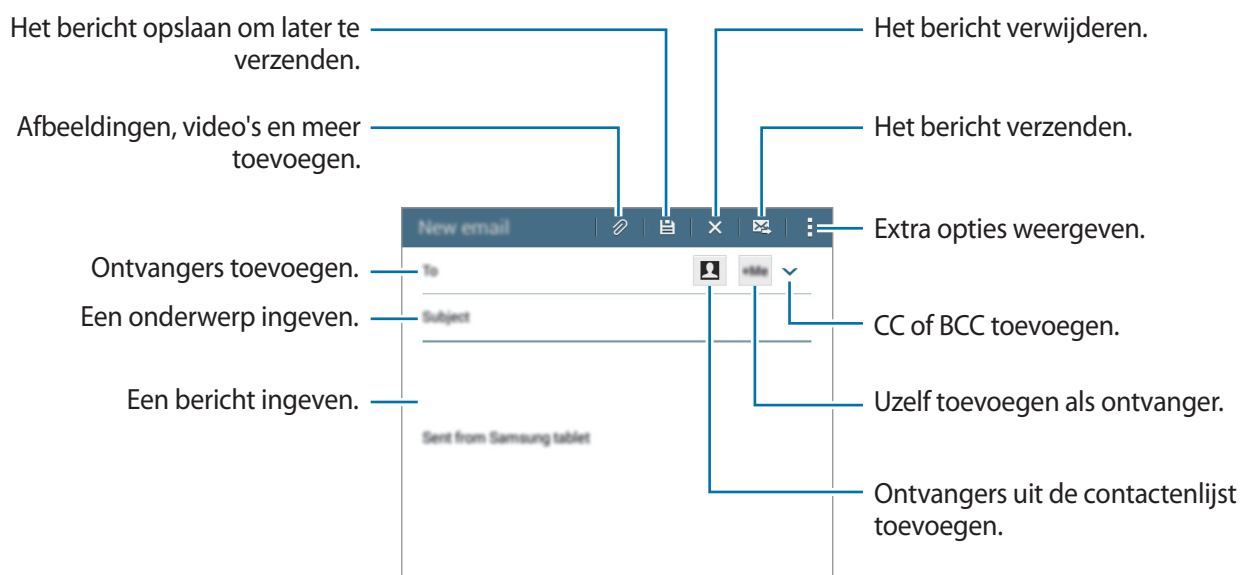 Het bericht opslaan om later te
verzenden.
Afbeeldingen, video's en meer
toevoegen.
Ontvangers toevoegen.
Een onderwerp ingeven.
Een bericht ingeven.
New email
To
+Me
Subject
Sent from Samsung tablet
Het bericht verwijderen.
Het bericht verzenden.
Extra opties weergeven.
CC of BCC toevoegen.
Uzelf toevoegen als ontvanger.
Ontvangers uit de contactenlijst
toevoegen.